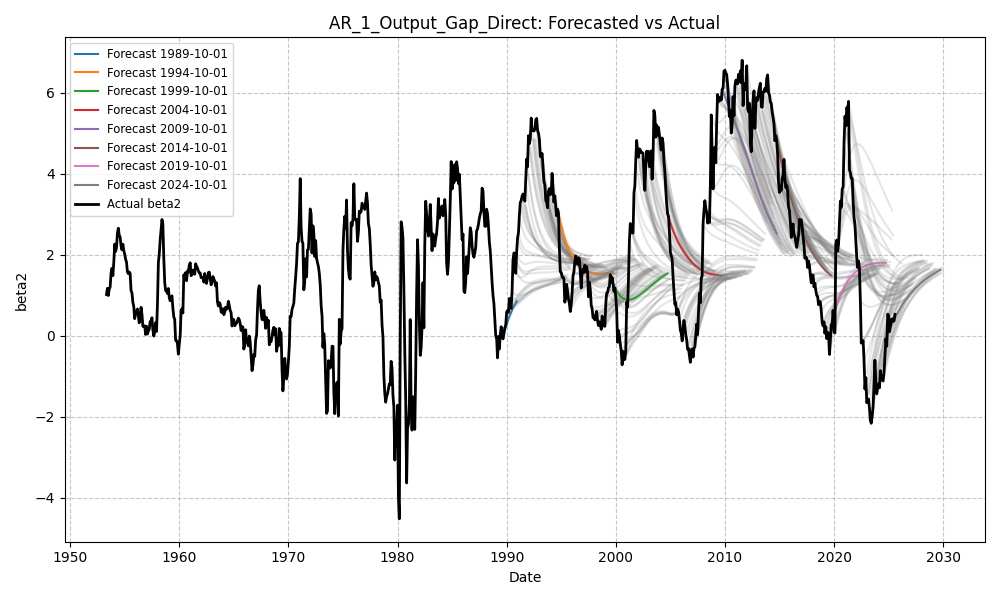 AR_1_Output_Gap_Direct: Forecasted vs Actual
Forecast 1989-10-01
Forecast 1994-10-01
Forecast 1999-10-01
Forecast 2004-10-01
Forecast 2009-10-01
Forecast 2014-10-01
Forecast 2019-10-01
Forecast 2024-10-01
Actual beta2
beta2
6
4
2
0
−2
−4
1950 1960 1970 1980 1990 2000 2010 2020 2030
Date